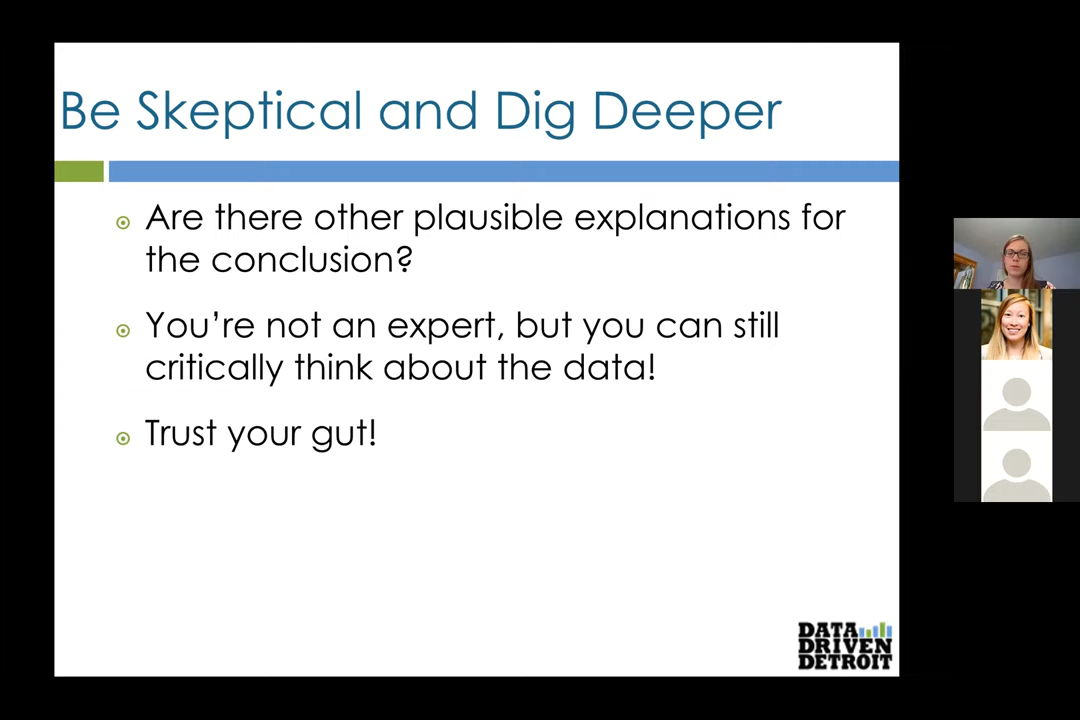 Be Skeptical and Dig Deeper
Are there other plausible explanations for
the conclusion?
You’re not an expert, but you can still
critically think about the data!
Trust your gut!
DATA
DRIVEN
DETROIT